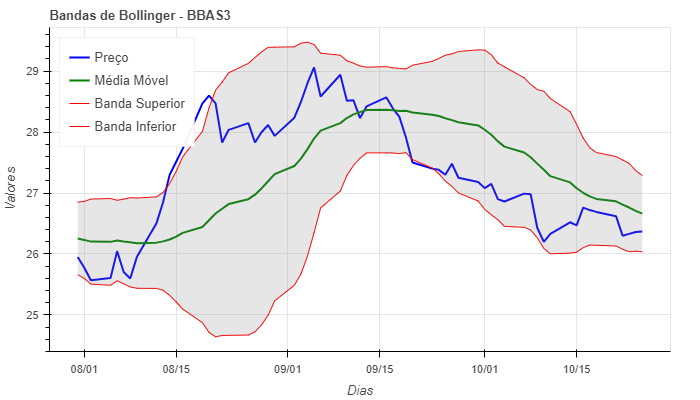 Bandas de Bollinger - BBAS3
Preço
Média Móvel
Banda Superior
Banda Inferior
Valores
29
28
27
26
25
08/01
08/15
09/01
09/15
10/01
10/15
Dias